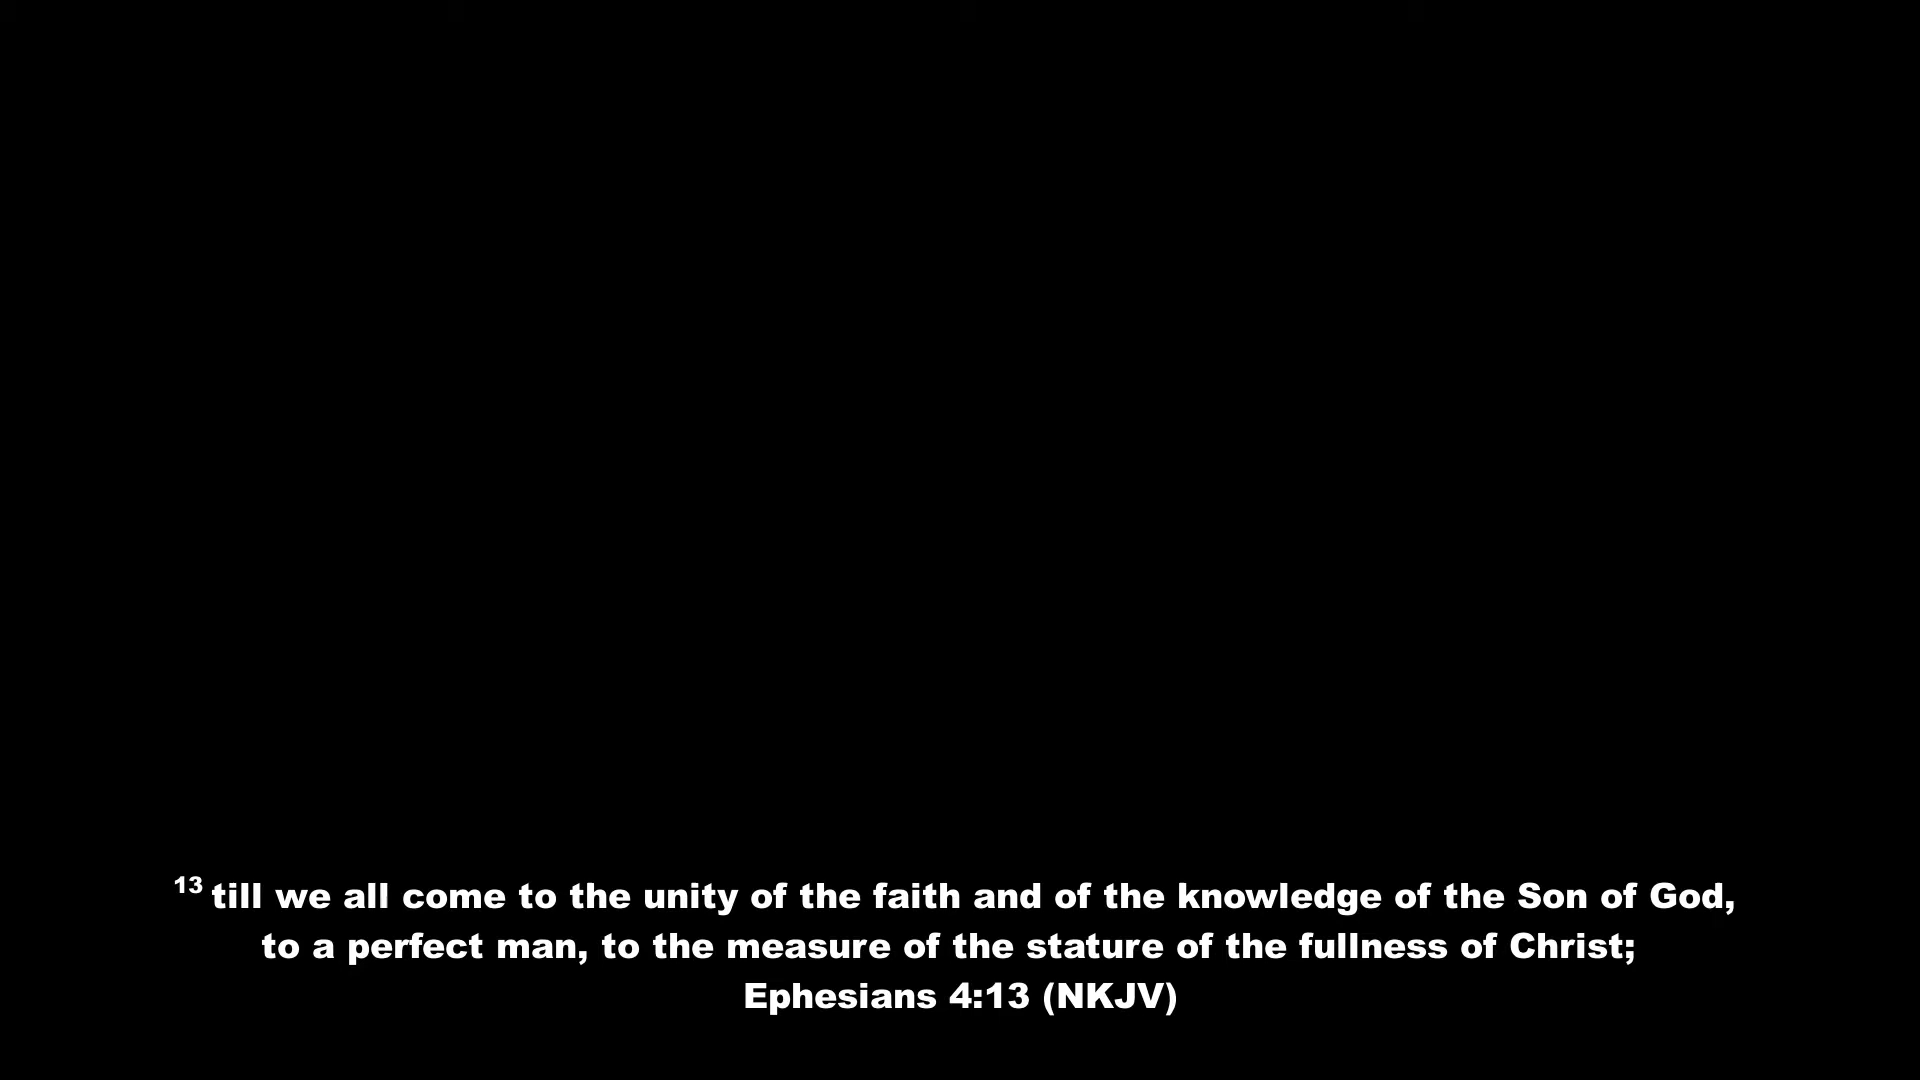 13 till we all come to the unity of the faith and of the knowledge of the Son of God,
to a perfect man, to the measure of the stature of the fullness of Christ;
Ephesians 4:13 (NKJV)